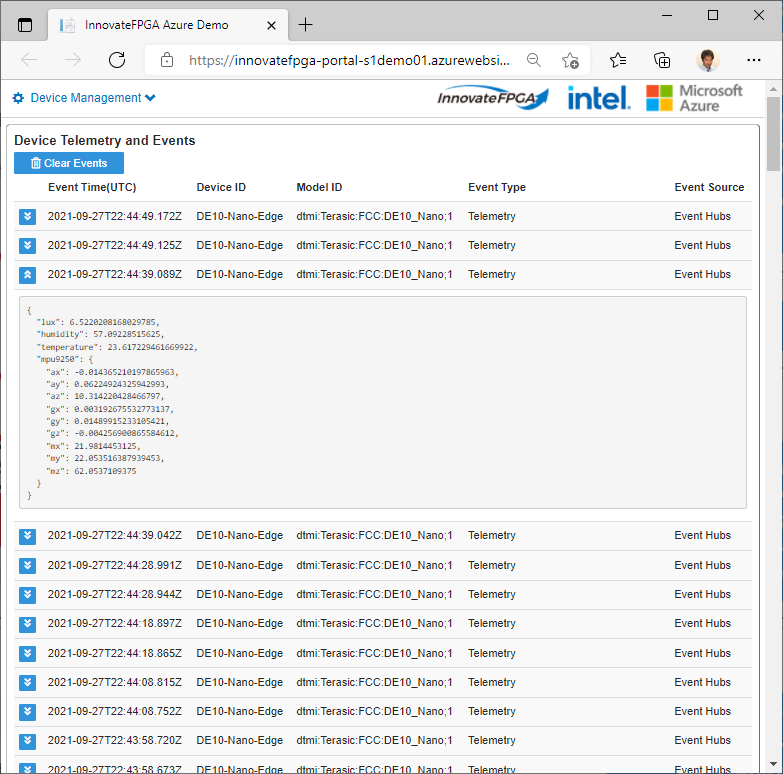 InnovateFPGA Azure Demo
https://innovatefpga-portal-s1demo01.azurewebsi...
Device Management
InnovateFPGA
intel.
Microsoft
Azure
Device Telemetry and Events
Clear Events
Event Time(UTC) Device ID Model ID Event Type Event Source
2021-09-27T22:44:49.172Z DE10-Nano-Edge dtmi:Terasic:FCC:DE10_Nano;1 Telemetry Event Hubs
2021-09-27T22:44:49.125Z DE10-Nano-Edge dtmi:Terasic:FCC:DE10_Nano;1 Telemetry Event Hubs
2021-09-27T22:44:39.089Z DE10-Nano-Edge dtmi:Terasic:FCC:DE10_Nano;1 Telemetry Event Hubs
{
"lux": 6.5220208168029785,
"humidity": 57.09228515625,
"temperature": 23.617229461669922,
"mpu9250": {
"ax": -0.014365210197865963,
"ay": 0.06224924325942993,
"az": 10.314220428466797,
"gx": 0.003192675532773137,
"gy": 0.01489915233105421,
"gz": -0.004256900865584612,
"mx": 21.9814453125,
"my": 22.053516387939453,
"mz": 62.0537109375
}
}
2021-09-27T22:44:39.042Z DE10-Nano-Edge dtmi:Terasic:FCC:DE10_Nano;1 Telemetry Event Hubs
2021-09-27T22:44:28.991Z DE10-Nano-Edge dtmi:Terasic:FCC:DE10_Nano;1 Telemetry Event Hubs
2021-09-27T22:44:28.944Z DE10-Nano-Edge dtmi:Terasic:FCC:DE10_Nano;1 Telemetry Event Hubs
2021-09-27T22:44:18.897Z DE10-Nano-Edge dtmi:Terasic:FCC:DE10_Nano;1 Telemetry Event Hubs
2021-09-27T22:44:18.865Z DE10-Nano-Edge dtmi:Terasic:FCC:DE10_Nano;1 Telemetry Event Hubs
2021-09-27T22:44:08.815Z DE10-Nano-Edge dtmi:Terasic:FCC:DE10_Nano;1 Telemetry Event Hubs
2021-09-27T22:44:08.752Z DE10-Nano-Edge dtmi:Terasic:FCC:DE10_Nano;1 Telemetry Event Hubs
2021-09-27T22:43:58.720Z DE10-Nano-Edge dtmi:Terasic:FCC:DE10_Nano;1 Telemetry Event Hubs
2021-09-27T22:43:58.673Z DE10-Nano-Edge dtmi:Terasic:FCC:DE10_Nano;1 Telemetry Event Hubs